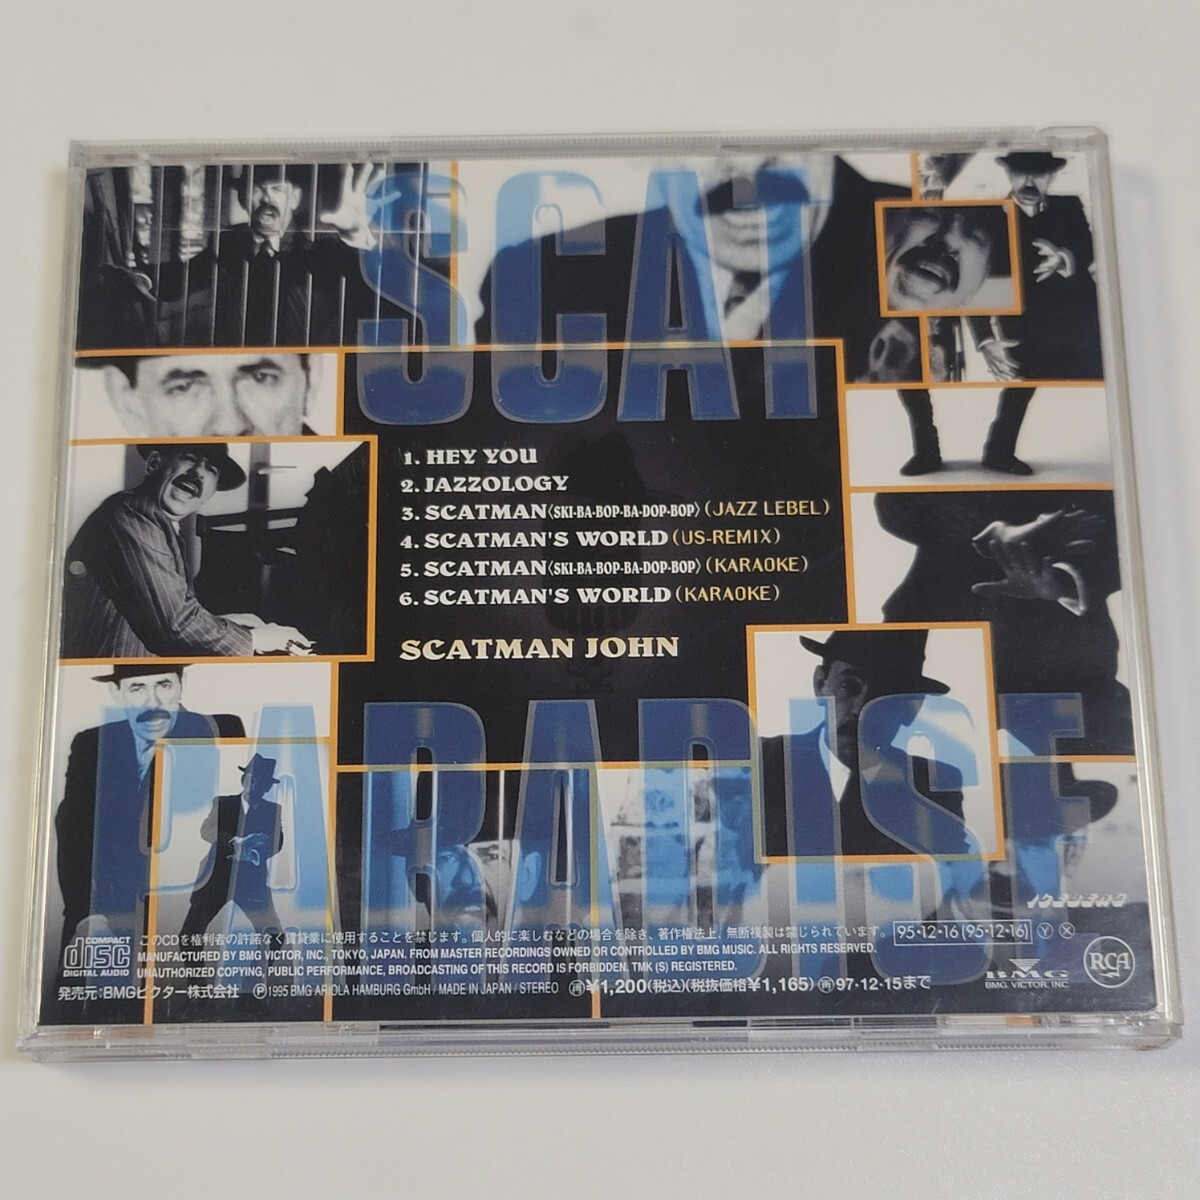 SCAT
1. HEY YOU
2. JAZZOLOGY
3. SCATMAN〈SKI-BA-BOP-BA-DOP-BOP〉(JAZZ LEBEL)
4. SCATMAN'S WORLD(US-REMIX)
5. SCATMAN〈SKI-BA-BOP-BA-DOP-BOP〉(KARAOKE)
6. SCATMAN'S WORLD(KARAOKE)
SCATMAN JOHN
PARADISE
ICEBERG
COMPACT disc DIGITAL AUDIO
このCDを権利者の許諾なく賃貸業に使用することを禁じます。個人的に楽しむなどの場合を除き、著作権法上、無断複製は禁じられています。 95・12・16 (95・12・16) Ⓨ Ⓧ
MANUFACTURED BY BMG VICTOR, INC., TOKYO, JAPAN. FROM MASTER RECORDINGS OWNED OR CONTROLLED BY BMG MUSIC. ALL RIGHTS RESERVED.
UNAUTHORIZED COPYING, PUBLIC PERFORMANCE, BROADCASTING OF THIS RECORD IS FORBIDDEN. TMK (S) REGISTERED.
発売元:BMGビクター株式会社 Ⓟ1995 BMG ARIOLA HAMBURG GmbH / MADE IN JAPAN / STEREO ㊢¥1,200(税込)(税抜価格¥1,165) ㊢97・12・15まで
BMG
BMG VICTOR, INC.
RCA